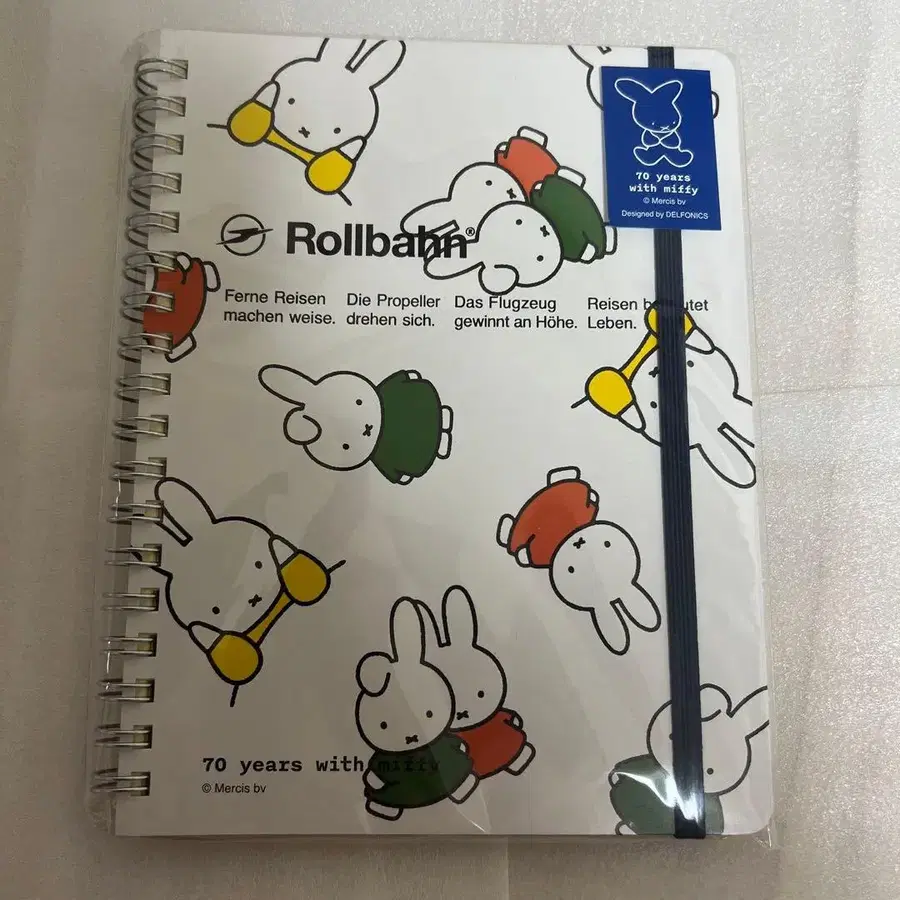 70 years
with miffy
© Mercis bv
Designed by DELFONICS
Rollbahn®
Ferne Reisen
machen weise.
Die Propeller
drehen sich.
Das Flugzeug
gewinnt an Höhe.
Reisen
Leben.
70 years with miffy
© Mercis bv